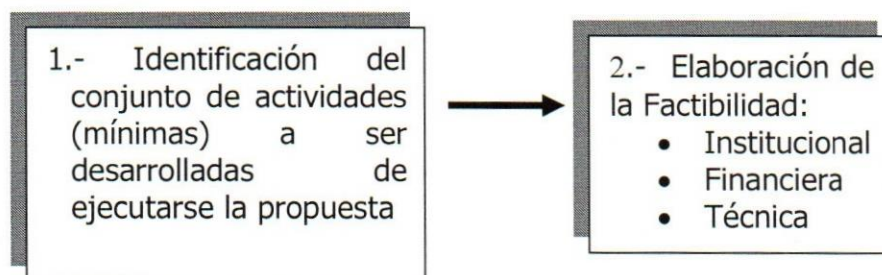 1.- Identificación del
conjunto de actividades
(mínimas) a ser
desarrolladas de
ejecutarse la propuesta
2.- Elaboración de
la Factibilidad:
• Institucional
• Financiera
• Técnica